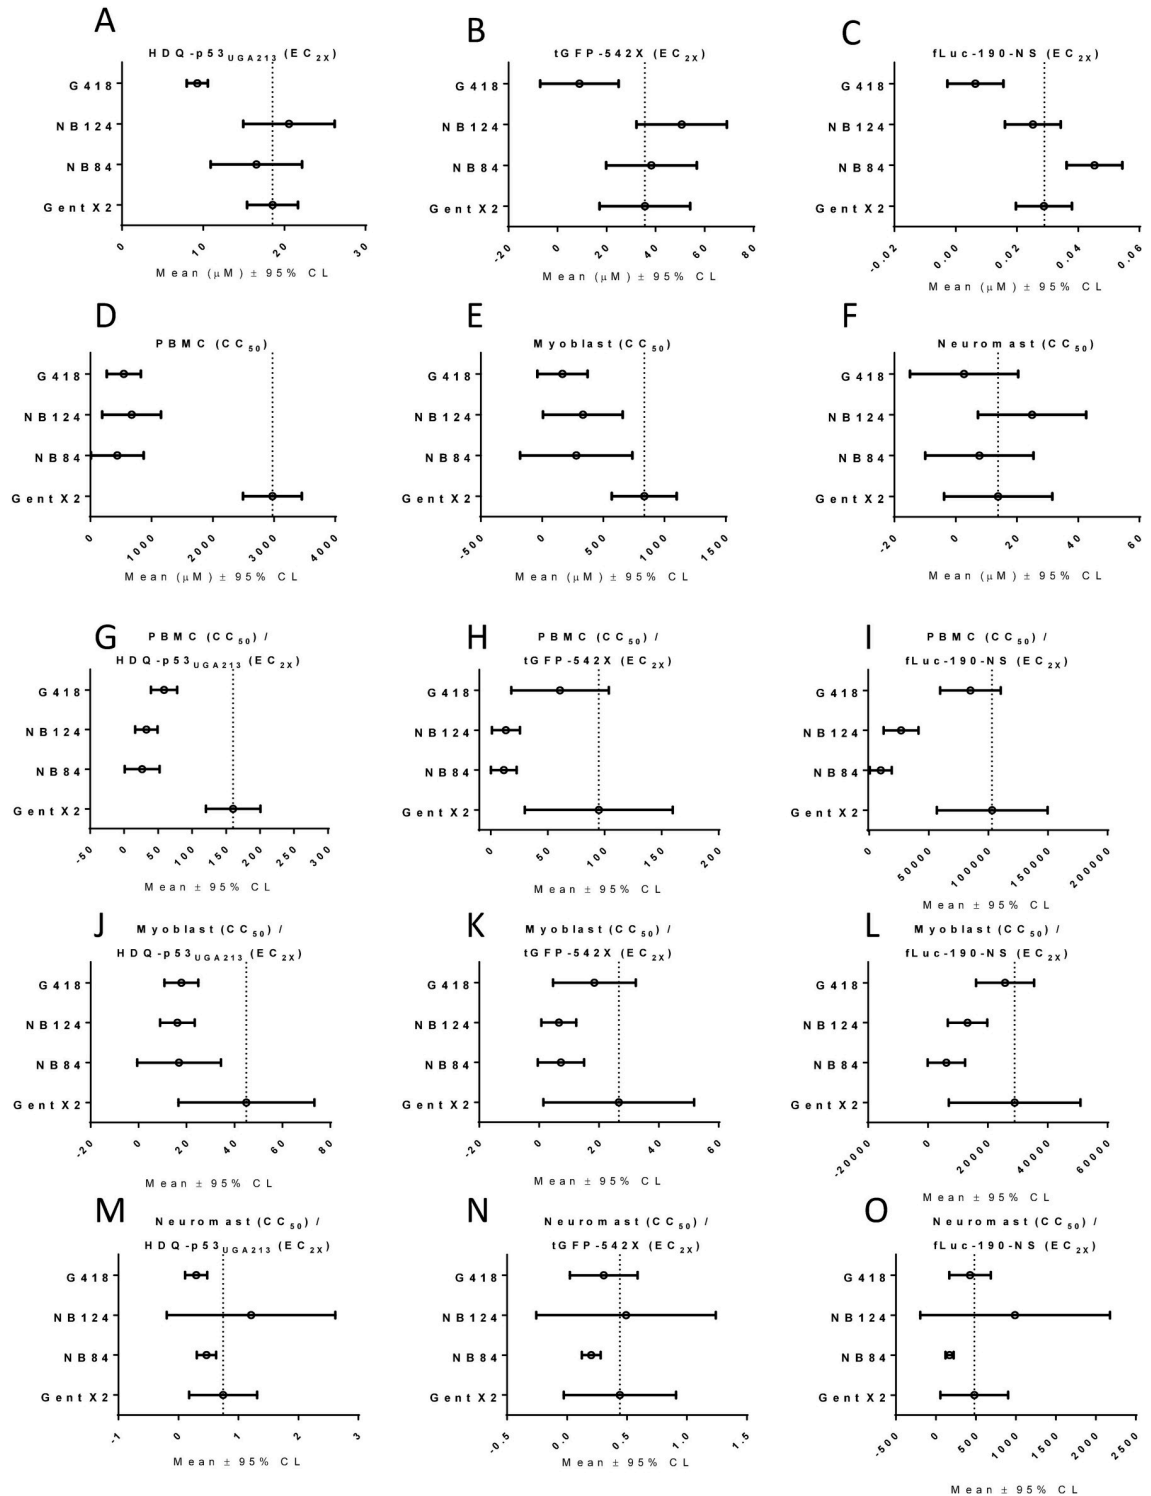 A
HDQ-p53UGA213 (EC2X)
G418
NB124
NB84
Gent X2
0 10 20 30
Mean (µM) ± 95% CL
B
tGFP-542X (EC2X)
G418
NB124
NB84
Gent X2
-20 0 20 40 60 80
Mean (µM) ± 95% CL
C
fLuc-190-NS (EC2X)
G418
NB124
NB84
Gent X2
-0.02 0.00 0.02 0.04 0.06
Mean (µM) ± 95% CL
D
PBMC (CC50)
G418
NB124
NB84
Gent X2
0 1000 2000 3000 4000
Mean (µM) ± 95% CL
E
Myoblast (CC50)
G418
NB124
NB84
Gent X2
-500 0 500 1000 1500
Mean (µM) ± 95% CL
F
Neuromast (CC50)
G418
NB124
NB84
Gent X2
-20 0 20 40 60
Mean (µM) ± 95% CL
G
PBMC (CC50) /
HDQ-p53UGA213 (EC2X)
G418
NB124
NB84
Gent X2
-50 0 50 100 150 200 250 300
Mean ± 95% CL
H
PBMC (CC50) /
tGFP-542X (EC2X)
G418
NB124
NB84
Gent X2
0 50 100 150 200
Mean ± 95% CL
I
PBMC (CC50) /
fLuc-190-NS (EC2X)
G418
NB124
NB84
Gent X2
0 50000 100000 150000 200000
Mean ± 95% CL
J
Myoblast (CC50) /
HDQ-p53UGA213 (EC2X)
G418
NB124
NB84
Gent X2
-20 0 20 40 60 80
Mean ± 95% CL
K
Myoblast (CC50) /
tGFP-542X (EC2X)
G418
NB124
NB84
Gent X2
-20 0 20 40 60
Mean ± 95% CL
L
Myoblast (CC50) /
fLuc-190-NS (EC2X)
G418
NB124
NB84
Gent X2
-20000 0 20000 40000 60000
Mean ± 95% CL
M
Neuromast (CC50) /
HDQ-p53UGA213 (EC2X)
G418
NB124
NB84
Gent X2
-1 0 1 2 3
Mean ± 95% CL
N
Neuromast (CC50) /
tGFP-542X (EC2X)
G418
NB124
NB84
Gent X2
-0.5 0.0 0.5 1.0 1.5
Mean ± 95% CL
O
Neuromast (CC50) /
fLuc-190-NS (EC2X)
G418
NB124
NB84
Gent X2
-500 0 500 1000 1500 2000 2500
Mean ± 95% CL